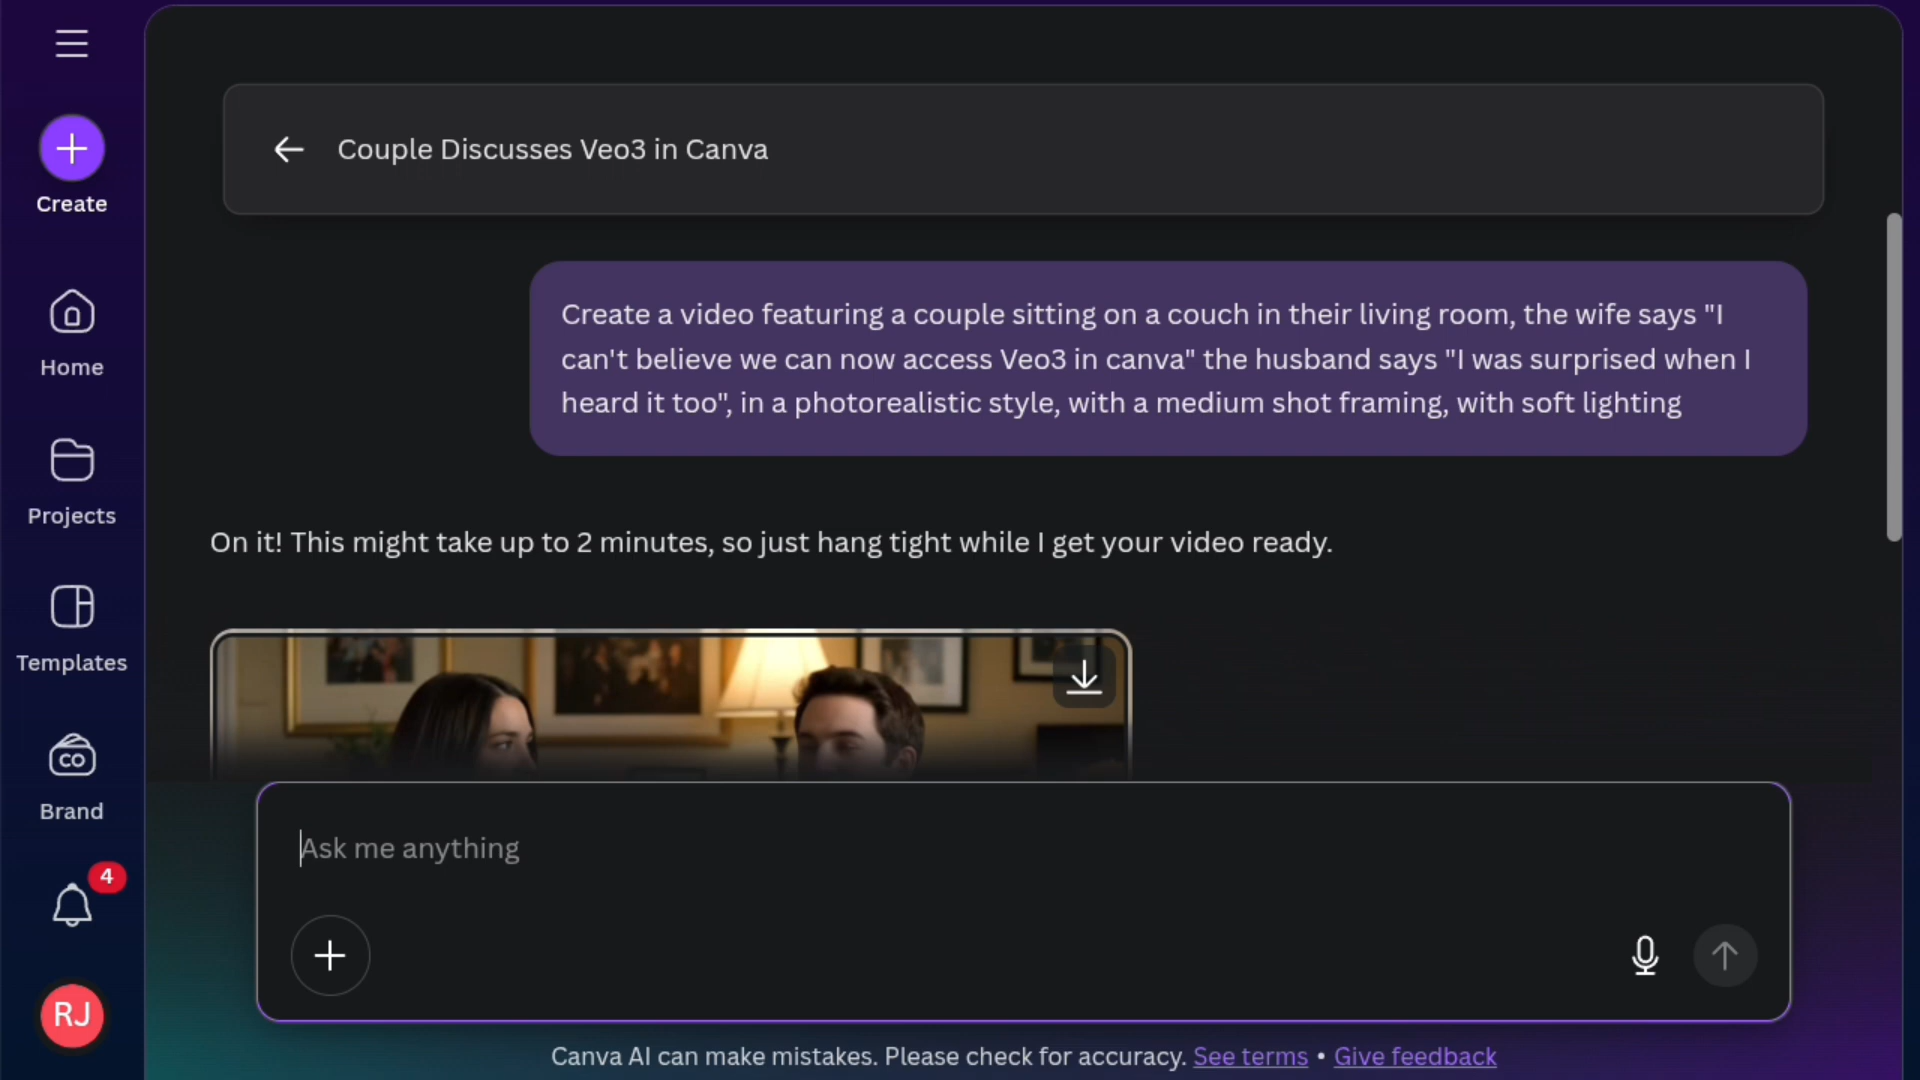 Create
Home
Projects
Templates
CO
Brand
4
RJ
Couple Discusses Veo3 in Canva
Create a video featuring a couple sitting on a couch in their living room, the wife says "I
can't believe we can now access Veo3 in canva" the husband says "I was surprised when I
heard it too", in a photorealistic style, with a medium shot framing, with soft lighting
On it! This might take up to 2 minutes, so just hang tight while I get your video ready.
Ask me anything
Canva AI can make mistakes. Please check for accuracy. See terms • Give feedback